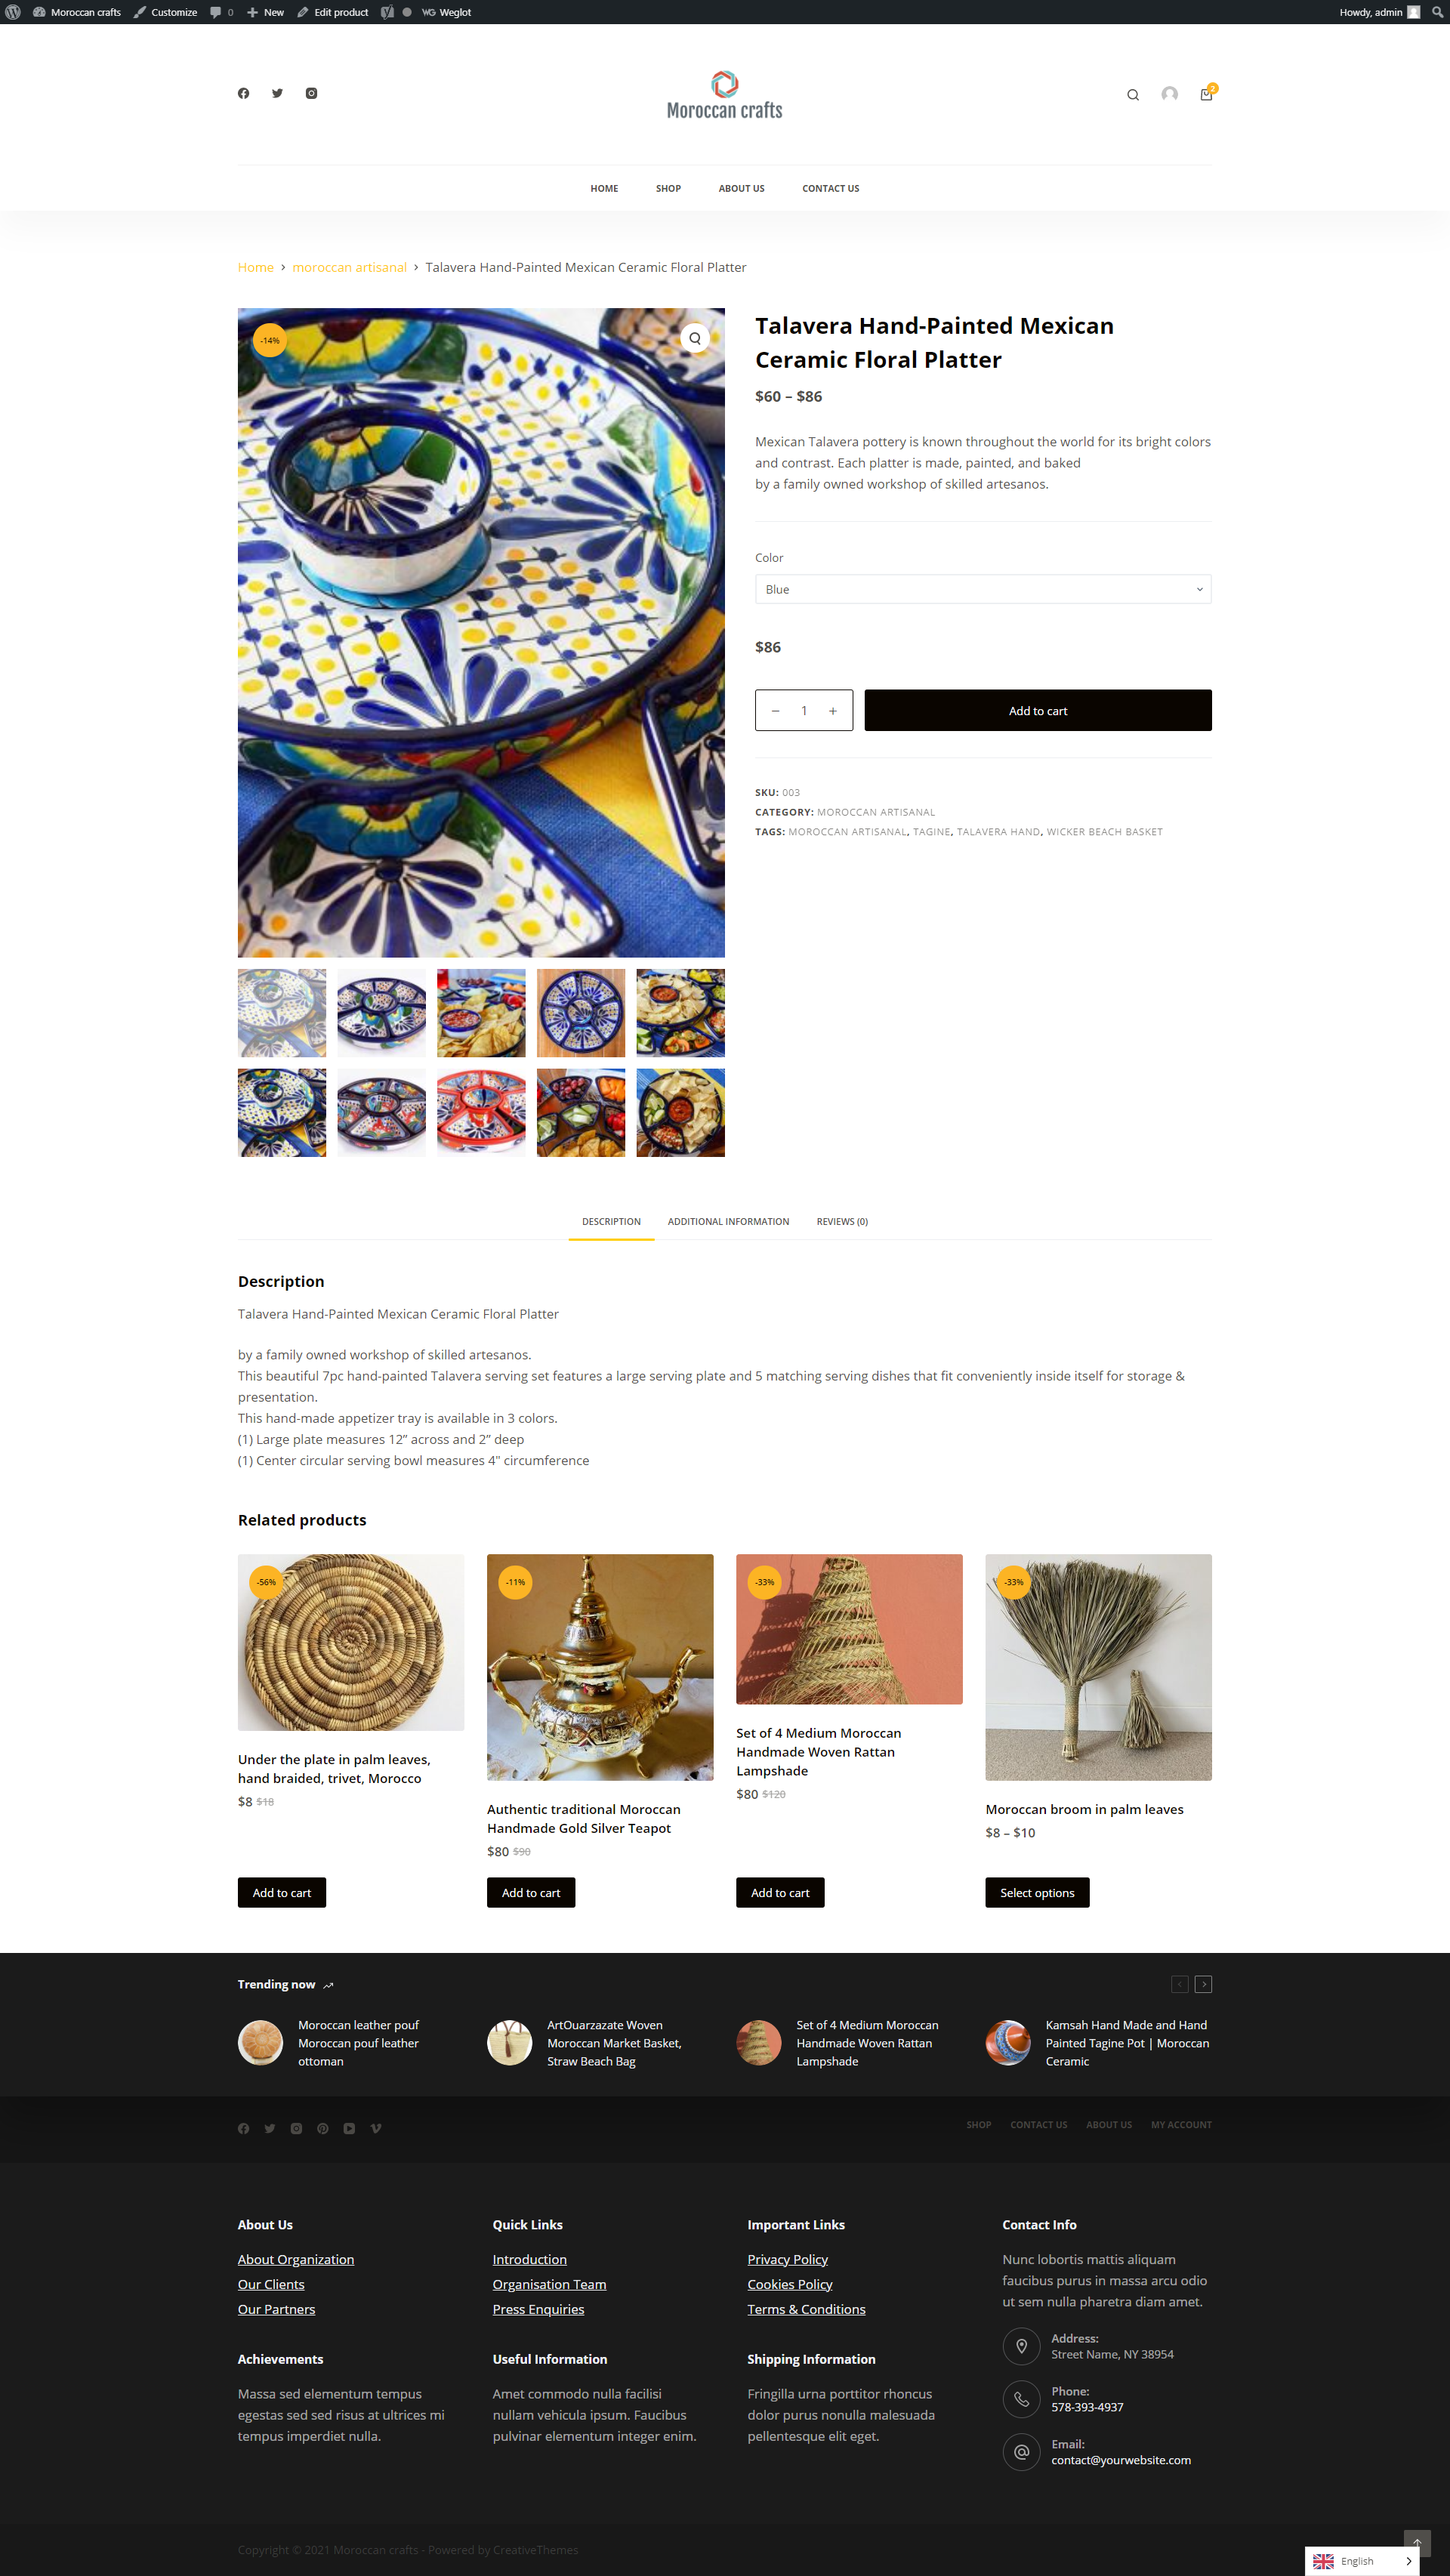 Moroccan crafts Customize 0 New Edit product WG Weglot Howdy, admin
Moroccan crafts
2
HOME SHOP ABOUT US CONTACT US
Home > moroccan artisanal > Talavera Hand-Painted Mexican Ceramic Floral Platter
-14%
Talavera Hand-Painted Mexican
Ceramic Floral Platter
$60 – $86
Mexican Talavera pottery is known throughout the world for its bright colors
and contrast. Each platter is made, painted, and baked
by a family owned workshop of skilled artesanos.
Color
Blue
$86
− 1 + Add to cart
SKU: 003
CATEGORY: MOROCCAN ARTISANAL
TAGS: MOROCCAN ARTISANAL, TAGINE, TALAVERA HAND, WICKER BEACH BASKET
DESCRIPTION ADDITIONAL INFORMATION REVIEWS (0)
Description
Talavera Hand-Painted Mexican Ceramic Floral Platter
by a family owned workshop of skilled artesanos.
This beautiful 7pc hand-painted Talavera serving set features a large serving plate and 5 matching serving dishes that fit conveniently inside itself for storage &
presentation.
This hand-made appetizer tray is available in 3 colors.
(1) Large plate measures 12” across and 2” deep
(1) Center circular serving bowl measures 4" circumference
Related products
-56%
Under the plate in palm leaves,
hand braided, trivet, Morocco
$8 $18
Add to cart
-11%
Authentic traditional Moroccan
Handmade Gold Silver Teapot
$80 $90
Add to cart
-33%
Set of 4 Medium Moroccan
Handmade Woven Rattan
Lampshade
$80 $120
Add to cart
-33%
Moroccan broom in palm leaves
$8 – $10
Select options
Trending now
Moroccan leather pouf
Moroccan pouf leather
ottoman
ArtOuarzazate Woven
Moroccan Market Basket,
Straw Beach Bag
Set of 4 Medium Moroccan
Handmade Woven Rattan
Lampshade
Kamsah Hand Made and Hand
Painted Tagine Pot | Moroccan
Ceramic
SHOP CONTACT US ABOUT US MY ACCOUNT
About Us
About Organization
Our Clients
Our Partners
Quick Links
Introduction
Organisation Team
Press Enquiries
Important Links
Privacy Policy
Cookies Policy
Terms & Conditions
Contact Info
Nunc lobortis mattis aliquam
faucibus purus in massa arcu odio
ut sem nulla pharetra diam amet.
Address:
Street Name, NY 38954
Phone:
578-393-4937
Email:
contact@yourwebsite.com
Achievements
Massa sed elementum tempus
egestas sed sed risus at ultrices mi
tempus imperdiet nulla.
Useful Information
Amet commodo nulla facilisi
nullam vehicula ipsum. Faucibus
pulvinar elementum integer enim.
Shipping Information
Fringilla urna porttitor rhoncus
dolor purus nonulla malesuada
pellentesque elit eget.
Copyright © 2021 Moroccan crafts - Powered by CreativeThemes
English